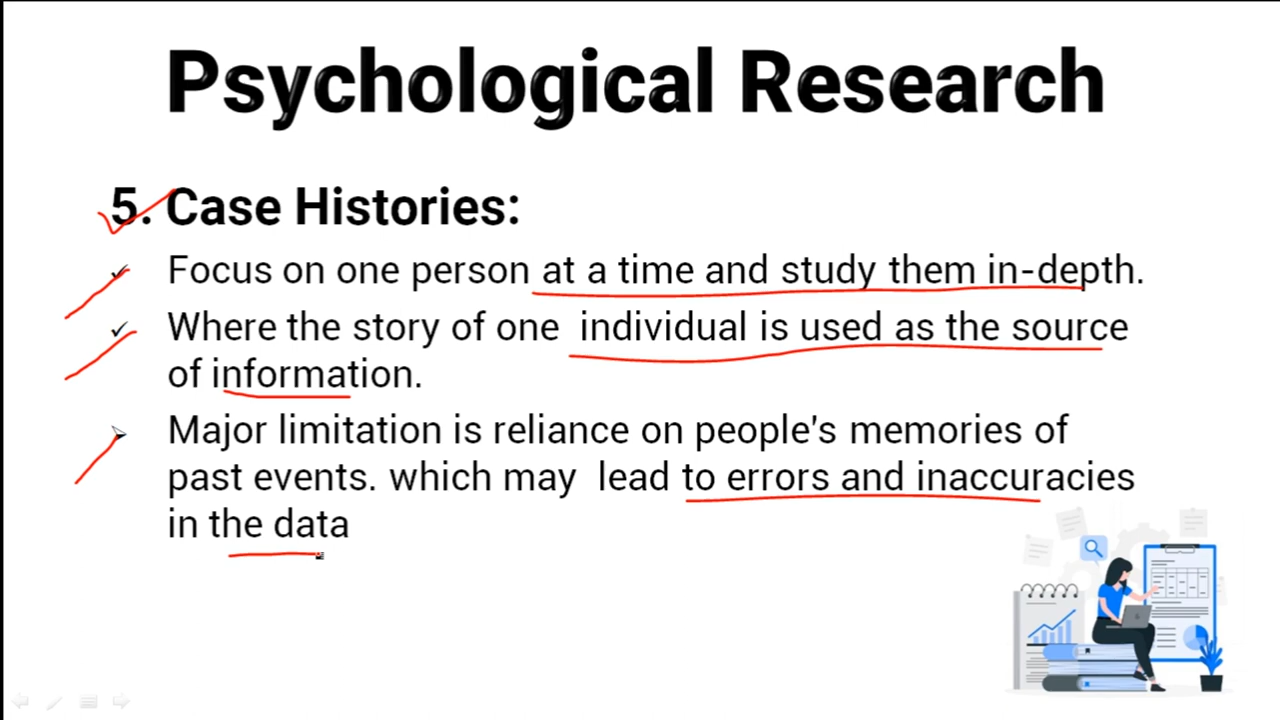 Psychological Research
5. Case Histories:
Focus on one person at a time and study them in-depth.
Where the story of one individual is used as the source
of information.
Major limitation is reliance on people's memories of
past events. which may lead to errors and inaccuracies
in the data